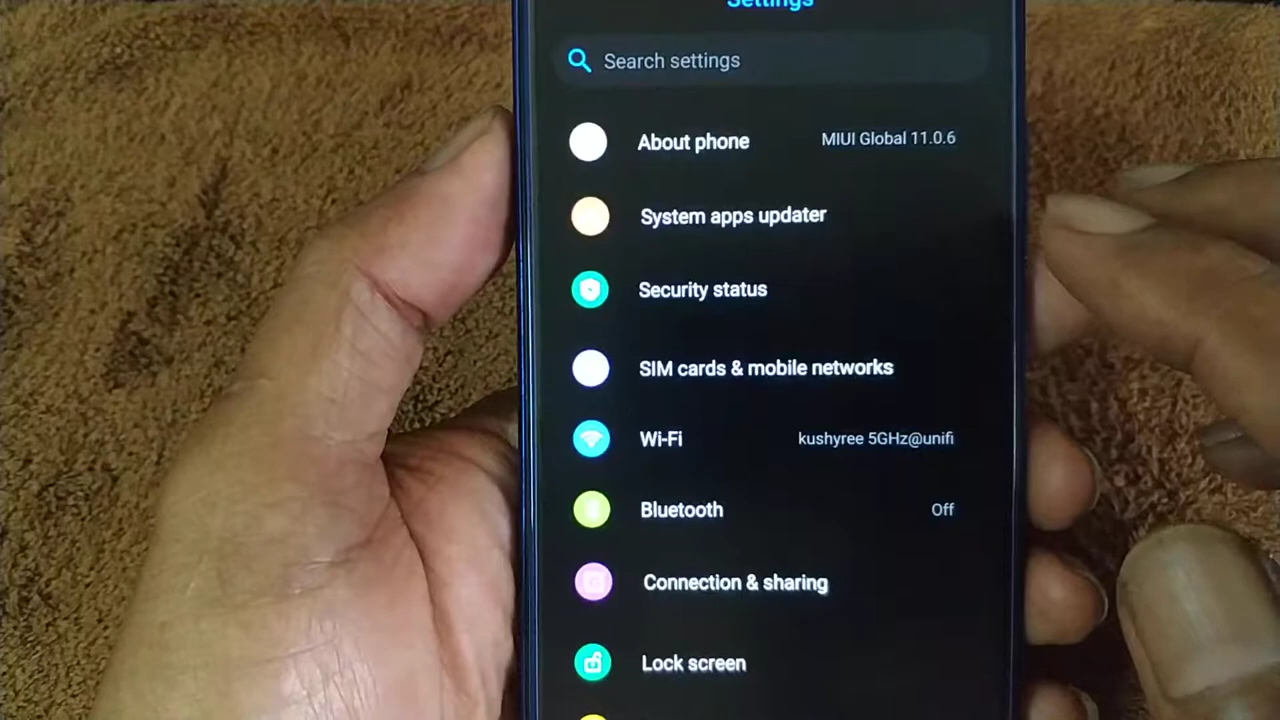 Settings
Search settings
About phone MIUI Global 11.0.6
System apps updater
Security status
SIM cards & mobile networks
Wi-Fi kushyree 5GHz@unifi
Bluetooth Off
Connection & sharing
Lock screen